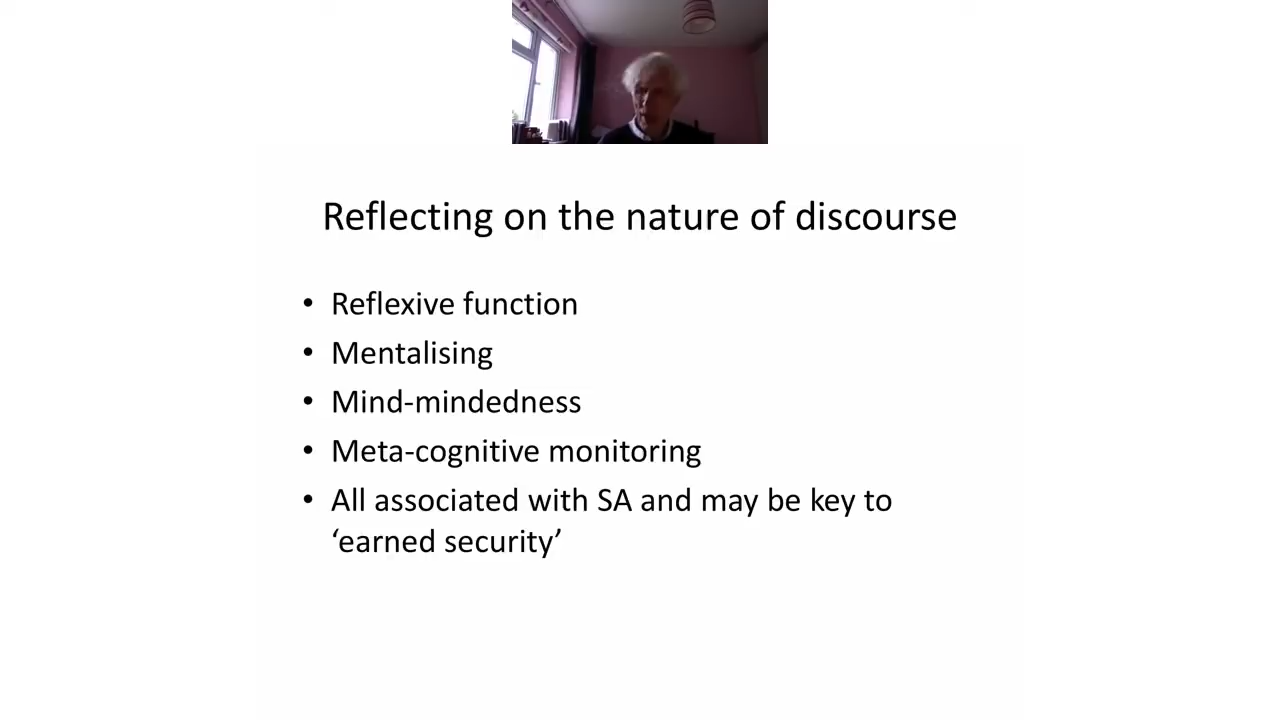 Reflecting on the nature of discourse
• Reflexive function
• Mentalising
• Mind-mindedness
• Meta-cognitive monitoring
• All associated with SA and may be key to
‘earned security’